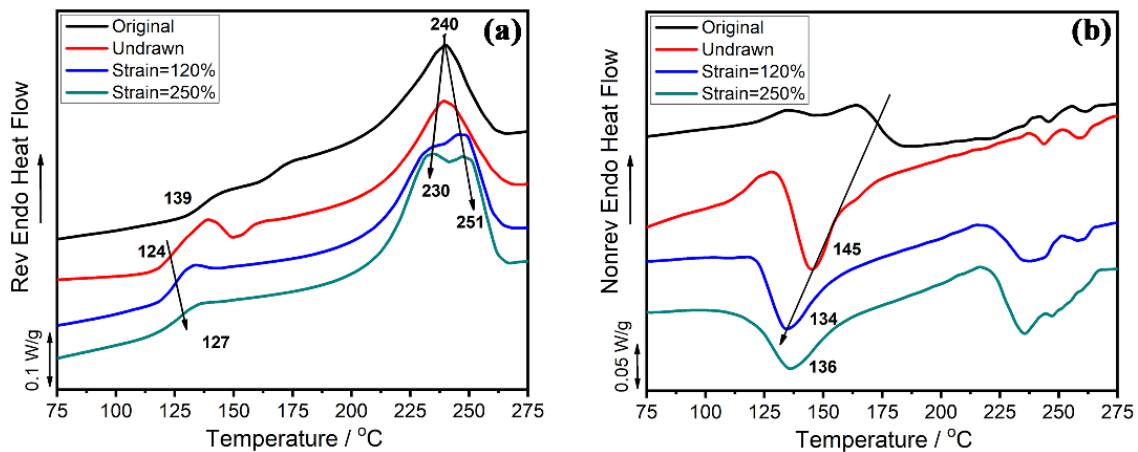 Original
Undrawn
Strain=120%
Strain=250%
240
(a)
139
124
127
230
251
Rev Endo Heat Flow
0.1 W/g
75 100 125 150 175 200 225 250 275
Temperature / °C
Original
Undrawn
Strain=120%
Strain=250%
(b)
145
134
136
Nonrev Endo Heat Flow
0.05 W/g
75 100 125 150 175 200 225 250 275
Temperature / °C